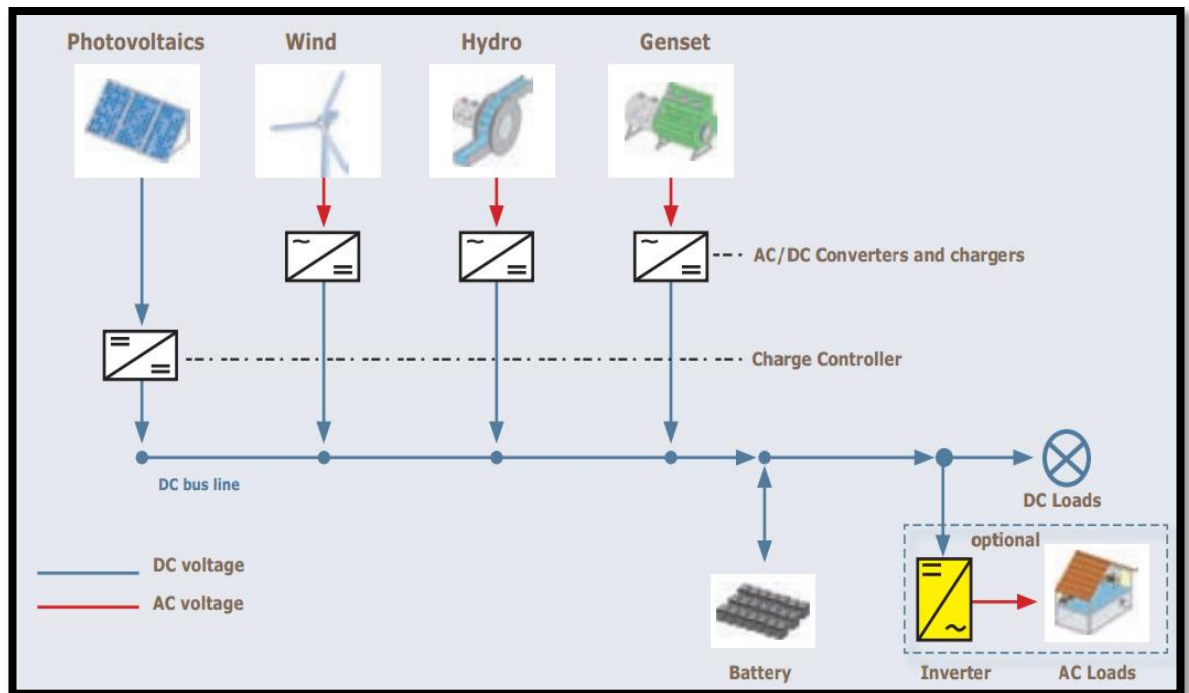 Photovoltaics Wind Hydro Genset
AC/DC Converters and chargers
Charge Controller
DC bus line
DC Loads
optional
DC voltage
AC voltage
Battery Inverter AC Loads